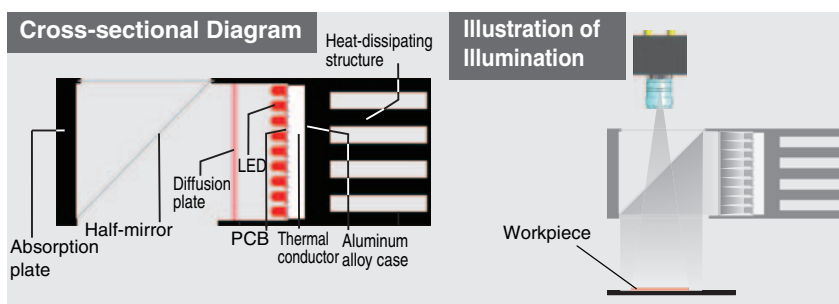 Cross-sectional Diagram
Heat-dissipating
structure
LED
Diffusion
plate
Half-mirror
Absorption
plate
PCB
Thermal
conductor
Aluminum
alloy case
Illustration of
Illumination
Workpiece